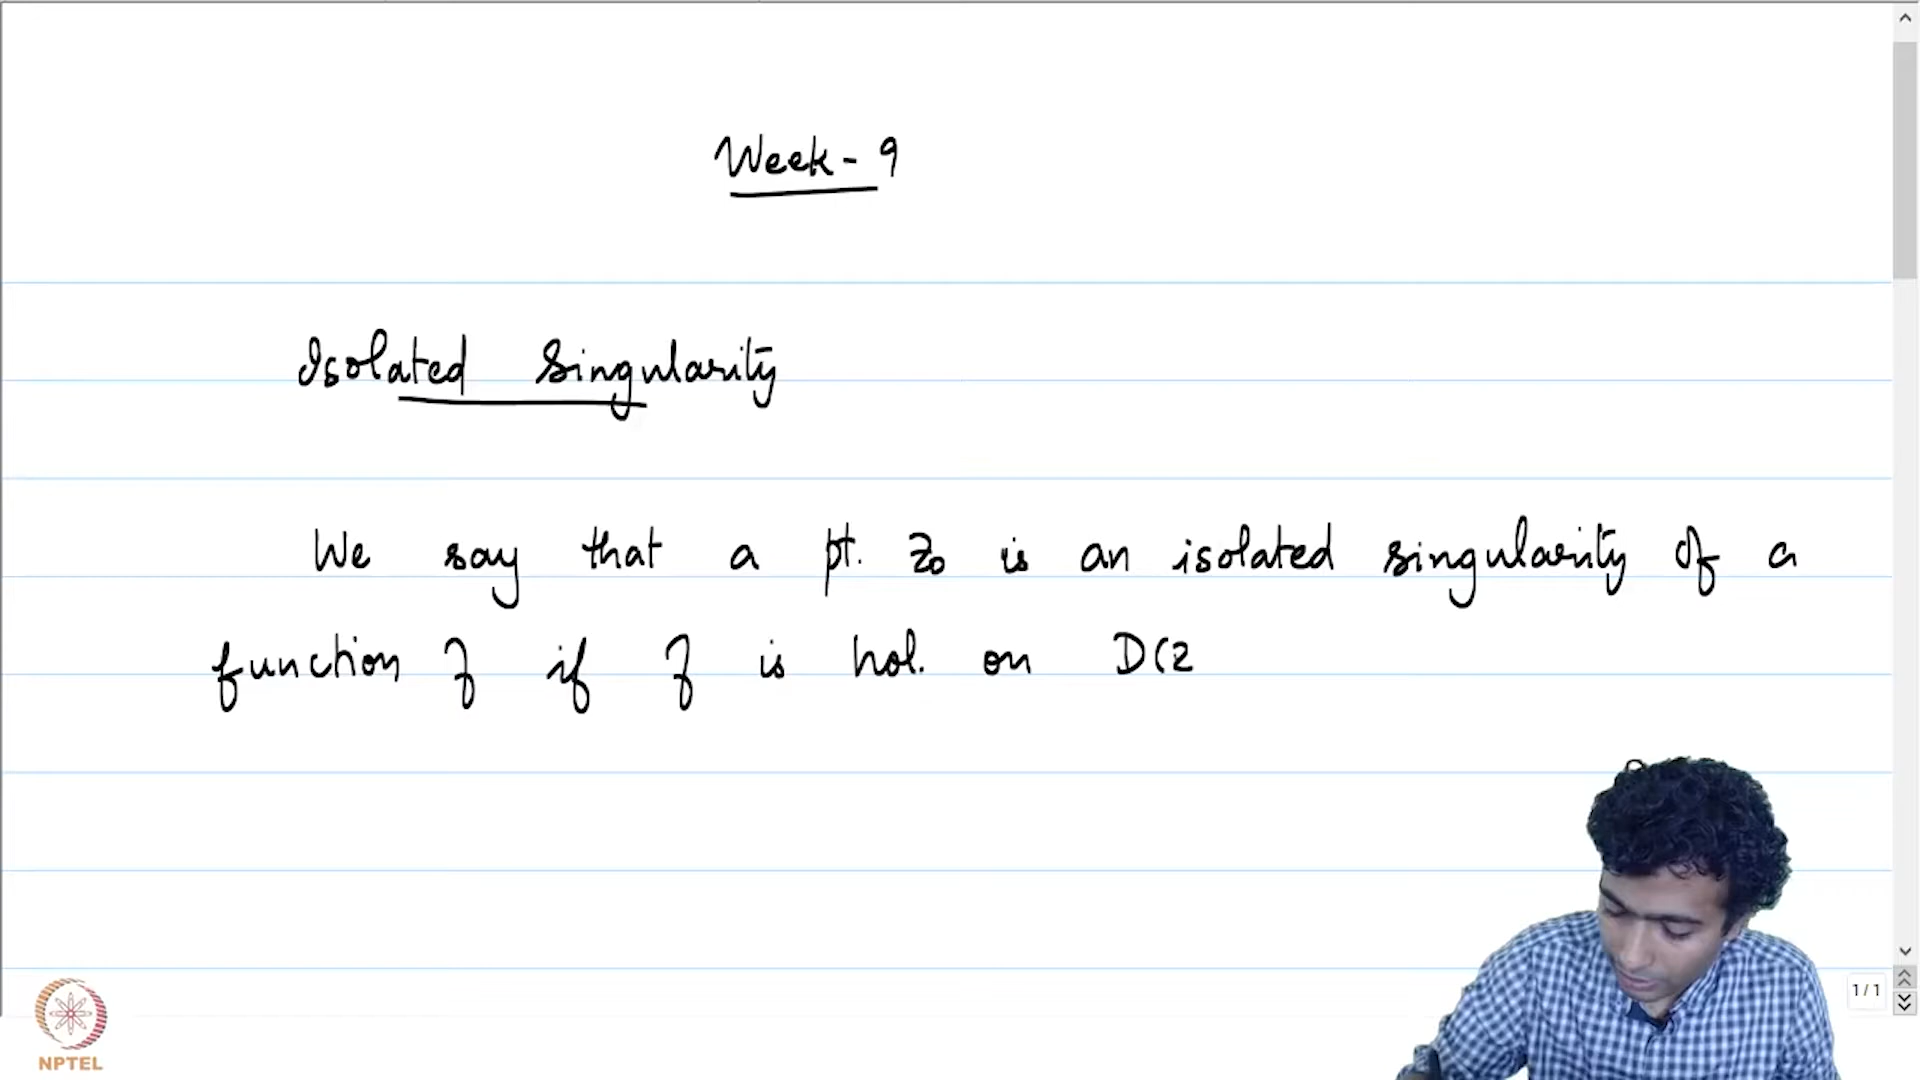 Week - 9
Isolated Singularity
We say that a pt. z₀ is an isolated singularity of a
function f if f is hol. on D(z
1 / 1
NPTEL